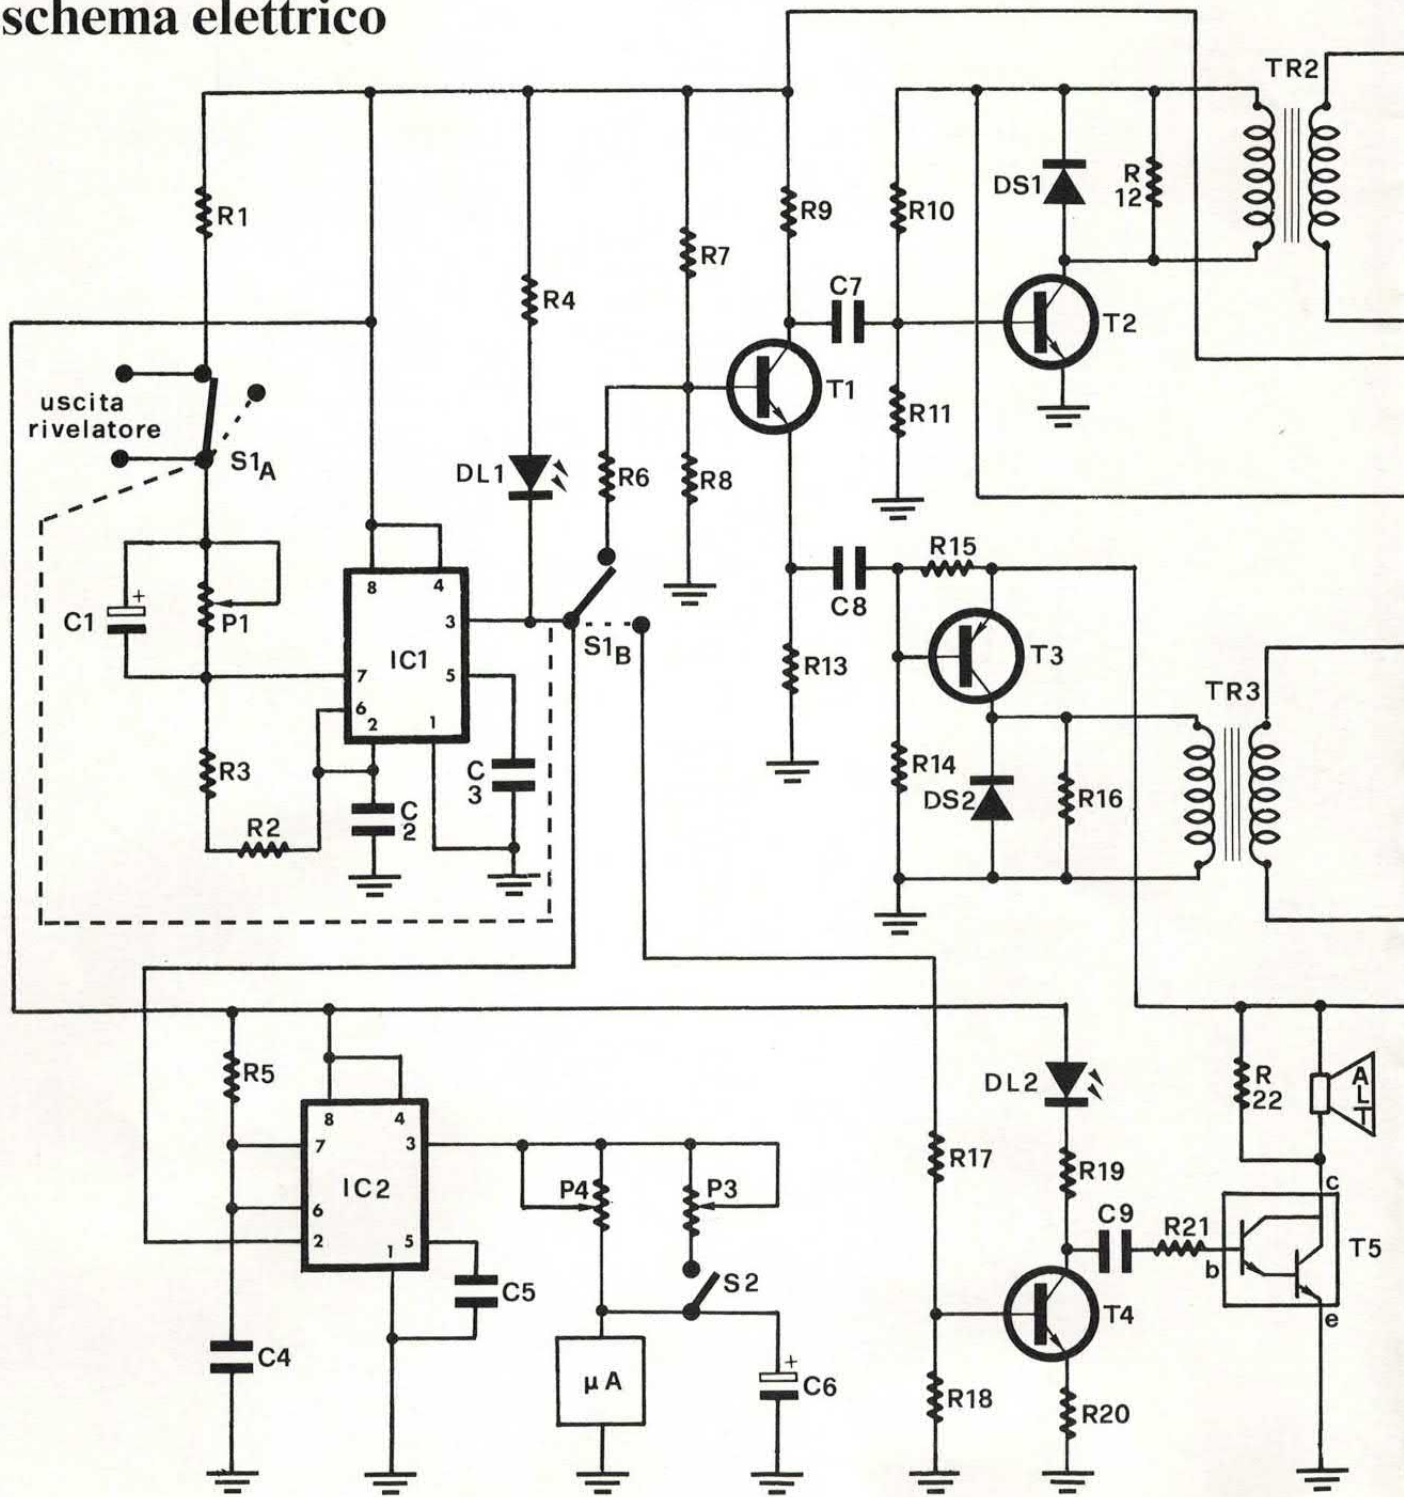 schema elettrico
TR2
R1
R9
R10
DS1
R
12
R7
R4
C7
T2
uscita
rivelatore
S1A
T1
R11
DL1
R6
R8
R15
8
4
C1
+
P1
3
C8
S1B
T3
IC1
7
5
R13
6
2
1
TR3
R3
C
3
R14
DS2
R16
R2
C
2
R5
DL2
R
22
ALT
8
4
7
3
R17
R19
c
IC2
P4
P3
6
C9
R21
T5
2
1
5
b
C5
S2
T4
e
C4
μA
+
C6
R18
R20